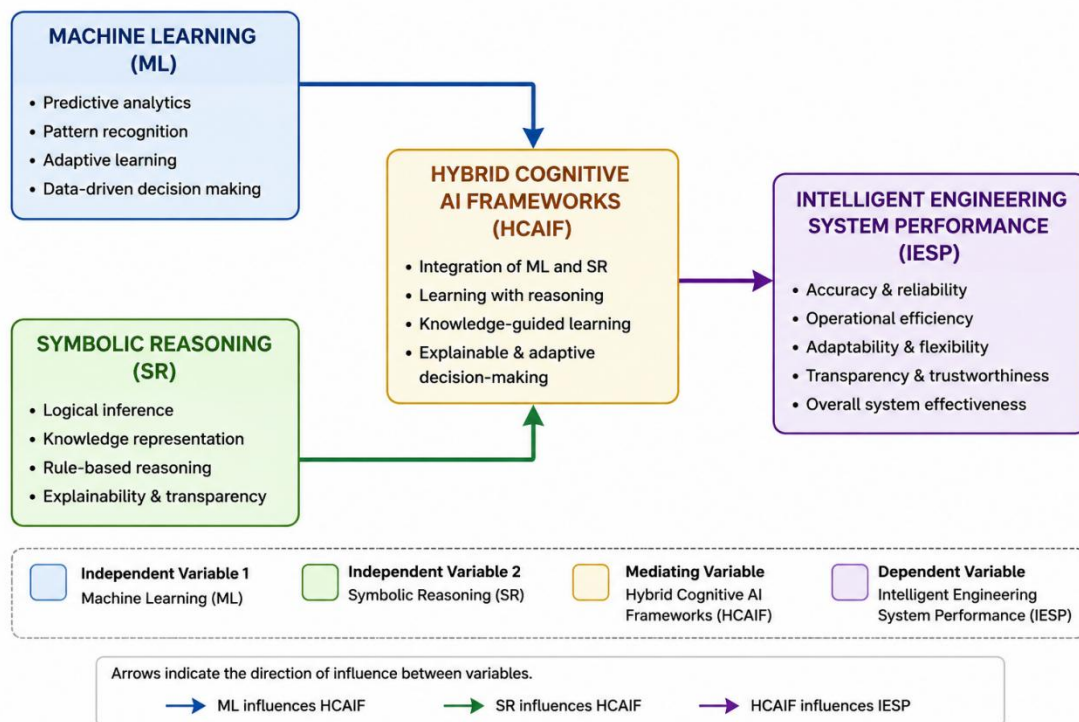 MACHINE LEARNING
(ML)
• Predictive analytics
• Pattern recognition
• Adaptive learning
• Data-driven decision making
SYMBOLIC REASONING
(SR)
• Logical inference
• Knowledge representation
• Rule-based reasoning
• Explainability & transparency
HYBRID COGNITIVE
AI FRAMEWORKS
(HCAIF)
• Integration of ML and SR
• Learning with reasoning
• Knowledge-guided learning
• Explainable & adaptive
decision-making
INTELLIGENT ENGINEERING
SYSTEM PERFORMANCE
(IESP)
• Accuracy & reliability
• Operational efficiency
• Adaptability & flexibility
• Transparency & trustworthiness
• Overall system effectiveness
Independent Variable 1
Machine Learning (ML)
Independent Variable 2
Symbolic Reasoning (SR)
Mediating Variable
Hybrid Cognitive AI
Frameworks (HCAIF)
Dependent Variable
Intelligent Engineering
System Performance (IESP)
Arrows indicate the direction of influence between variables.
ML influences HCAIF
SR influences HCAIF
HCAIF influences IESP